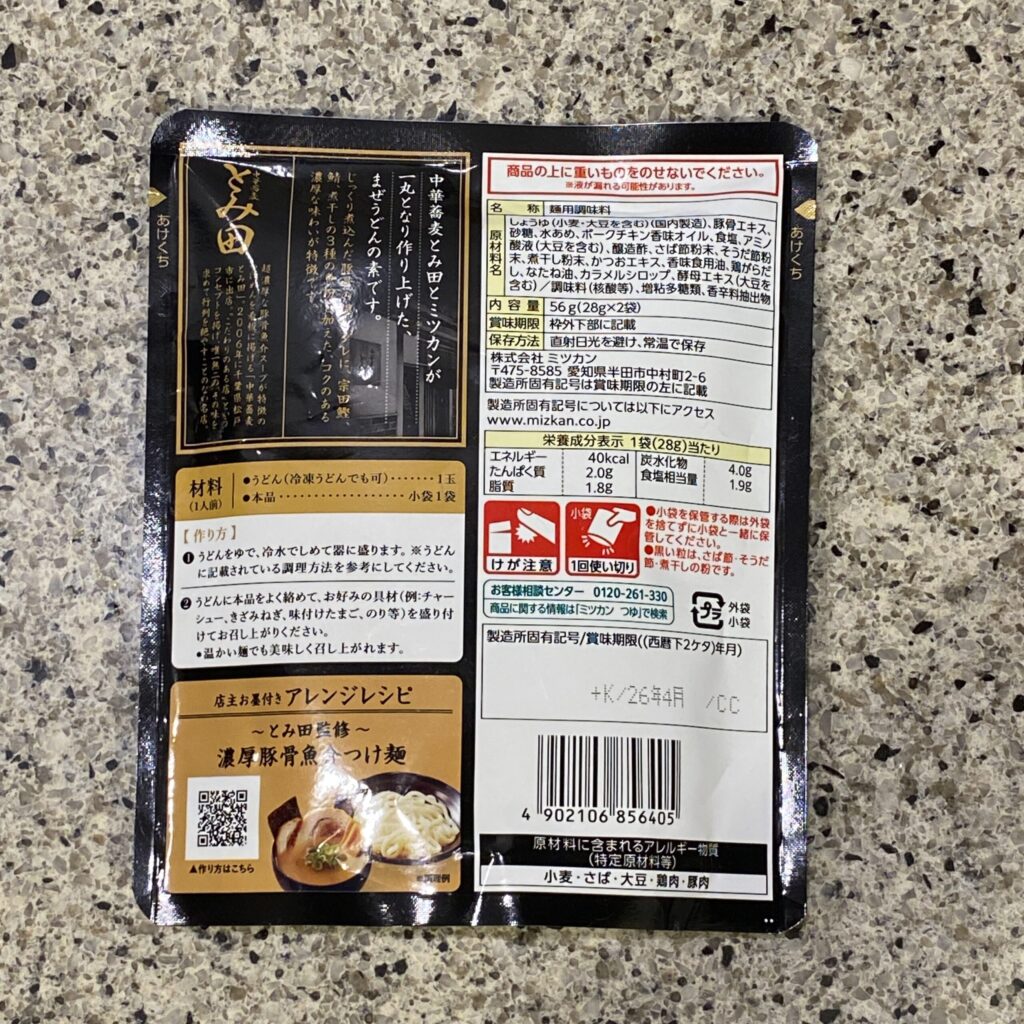 あけくち
とみ田
中華蕎麦とみ田とミツカンが
一丸となり作り上げた、
まぜうどんの素です。
じっくり煮込んだ豚骨
鯖、煮干しの3種の
濃厚な味わいが特徴です。
材料
(1人前)
●うどん(冷凍うどんでも可)・・・・・・・1玉
●本品・・・・・・・・・・・・・・・・小袋1袋
【作り方】
❶うどんをゆで、冷水でしめて器に盛ります。※うどん
に記載されている調理方法を参考にしてください。
❷うどんに本品をよく絡めて、お好みの具材(例:チャー
シュー、きざみねぎ、味付けたまご、のり等)を盛り付
けてお召し上がりください。
●温かい麺でも美味しく召し上がれます。
店主お墨付きアレンジレシピ
～とみ田監修～
濃厚豚骨魚介つけ麺
▲作り方はこちら
※調理例
商品の上に重いものをのせないでください。
※液が漏れる可能性があります。
名称 麺用調味料
原材料名
しょうゆ(小麦・大豆を含む)(国内製造)、豚骨エキス、
砂糖、水あめ、ポークチキン香味オイル、食塩、アミノ
酸液(大豆を含む)、醸造酢、さば節粉末、そうだ節粉
末、煮干し粉末、かつおエキス、香味食用油、鶏がらだ
し、なたね油、カラメルシロップ、酵母エキス(大豆を
含む)/調味料(核酸等)、増粘多糖類、香辛料抽出物
内容量 56g(28g×2袋)
賞味期限 枠外下部に記載
保存方法 直射日光を避け、常温で保存
株式会社 ミツカン
〒475-8585 愛知県半田市中村町2-6
製造所固有記号は賞味期限の左に記載
製造所固有記号については以下にアクセス
www.mizkan.co.jp
栄養成分表示 1袋(28g)当たり
エネルギー 40kcal 炭水化物 4.0g
たんぱく質 2.0g 食塩相当量 1.9g
脂質 1.8g
けが注意
小袋
1回使い切り
●小袋を保管する際は外袋
を捨てずに小袋と一緒に保
管してください。
●黒い粒は、さば節・そうだ
節・煮干しの粉です。
お客様相談センター 0120-261-330
商品に関する情報は「ミツカン つゆ」で検索
プラ
外袋
小袋
製造所固有記号/賞味期限((西暦下2ケタ)年月)
+K/26年4月 /CC
4 902106 856405
原材料に含まれるアレルギー物質
(特定原材料等)
小麦・さば・大豆・鶏肉・豚肉
あけくち